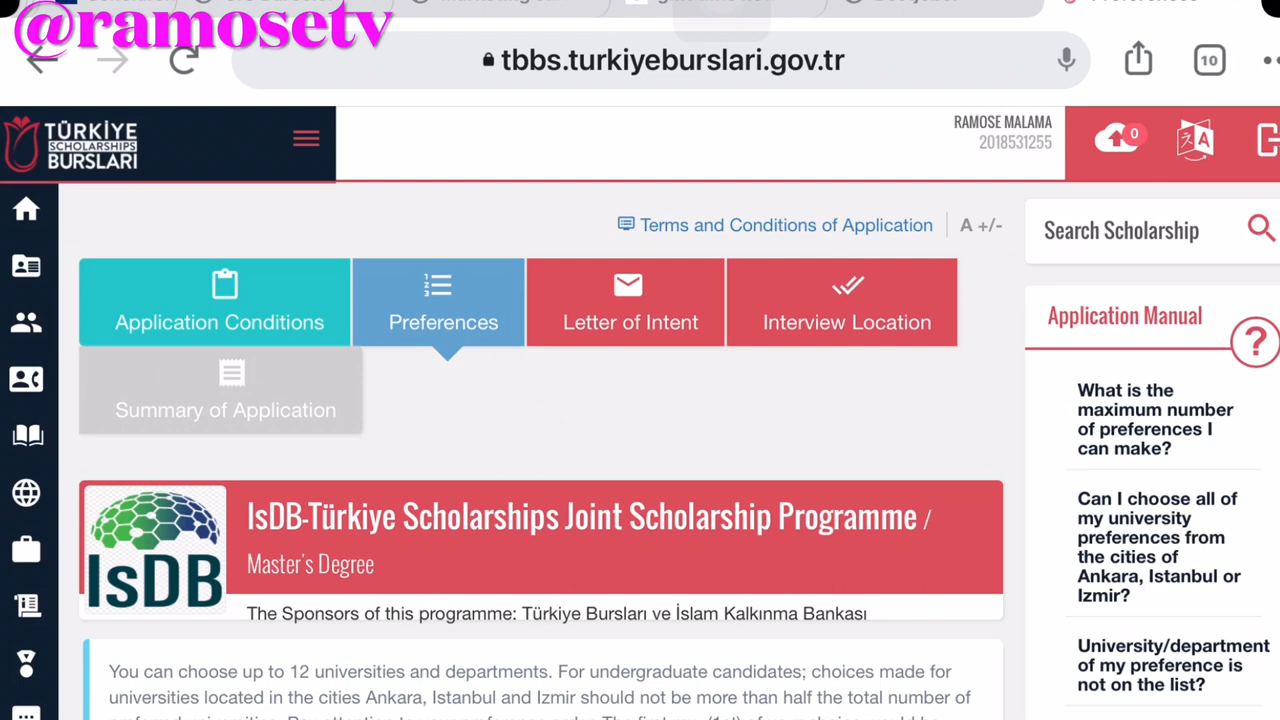 @ramosetv
tbbs.turkiyeburslari.gov.tr
10
TÜRKİYE
SCHOLARSHIPS
BURSLARI
RAMOSE MALAMA
2018531255
0
A
Terms and Conditions of Application
A +/-
Search Scholarship
Application Conditions
Preferences
Letter of Intent
Interview Location
Summary of Application
Application Manual
?
What is the
maximum number
of preferences I
can make?
Can I choose all of
my university
preferences from
the cities of
Ankara, Istanbul or
Izmir?
University/department
of my preference is
not on the list?
IsDB
IsDB-Türkiye Scholarships Joint Scholarship Programme /
Master's Degree
The Sponsors of this programme: Türkiye Bursları ve İslam Kalkınma Bankası
You can choose up to 12 universities and departments. For undergraduate candidates; choices made for
universities located in the cities Ankara, Istanbul and Izmir should not be more than half the total number of